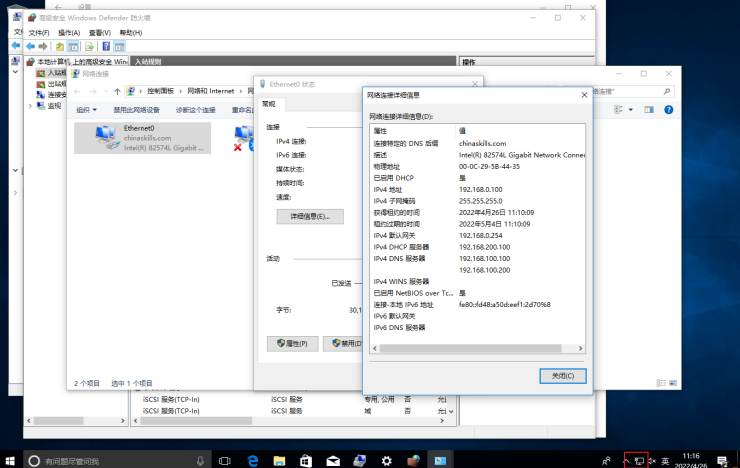 设置
高级安全 Windows Defender 防火墙
文件(F) 操作(A) 查看(V) 帮助(H)
本地计算机 上的高级安全 Win
入站规则
操作
入站规
出站规
连接安
监视
网络连接
控制面板 > 网络和 Internet >
组织 禁用此网络设备 诊断这个连接 重命名
Ethernet0
chinaskills.com
Intel(R) 82574L Gigabit ...
2 个项目 选中 1 个项目
Ethernet0 状态
常规
连接
IPv4 连接:
IPv6 连接:
媒体状态:
持续时间:
速度:
详细信息(E)...
活动
已发送
字节: 30,1
属性(P)
禁用(D
网络连接详细信息
网络连接详细信息(D):
属性 值
连接特定的 DNS 后缀 chinaskills.com
描述 Intel(R) 82574L Gigabit Network Connec
物理地址 00-0C-29-5B-44-35
已启用 DHCP 是
IPv4 地址 192.168.0.100
IPv4 子网掩码 255.255.255.0
获得租约的时间 2022年4月26日 11:10:09
租约过期的时间 2022年5月4日 11:10:09
IPv4 默认网关 192.168.0.254
IPv4 DHCP 服务器 192.168.200.100
IPv4 DNS 服务器 192.168.100.100
192.168.100.200
IPv4 WINS 服务器
已启用 NetBIOS over Tc... 是
连接-本地 IPv6 地址 fe80::fd48:a50d:eef1:2d70%8
IPv6 默认网关
IPv6 DNS 服务器
关闭(C)
iSCSI 服务(TCP-In) iSCSI 服务 专用, 公用 否
iSCSI 服务(TCP-In) iSCSI 服务 域 否
有问题尽管问我
英
11:16
2022/4/26